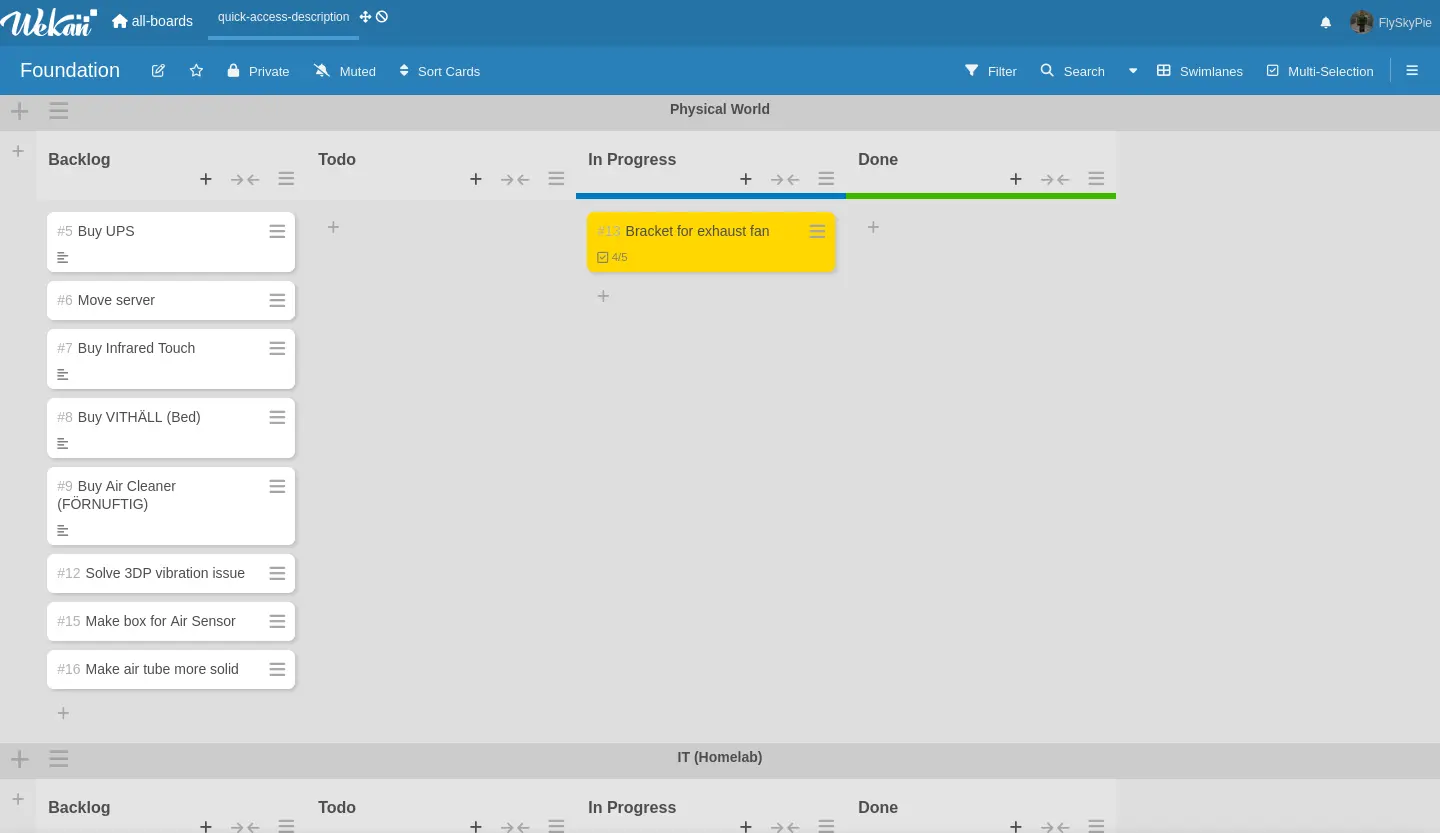 Wekan all-boards quick-access-description FlySkyPie
Foundation Private Muted Sort Cards Filter Search Swimlanes Multi-Selection
Physical World
Backlog Todo In Progress Done
#5 Buy UPS
#13 Bracket for exhaust fan
4/5
#6 Move server
#7 Buy Infrared Touch
#8 Buy VITHÄLL (Bed)
#9 Buy Air Cleaner
(FÖRNUFTIG)
#12 Solve 3DP vibration issue
#15 Make box for Air Sensor
#16 Make air tube more solid
IT (Homelab)
Backlog Todo In Progress Done